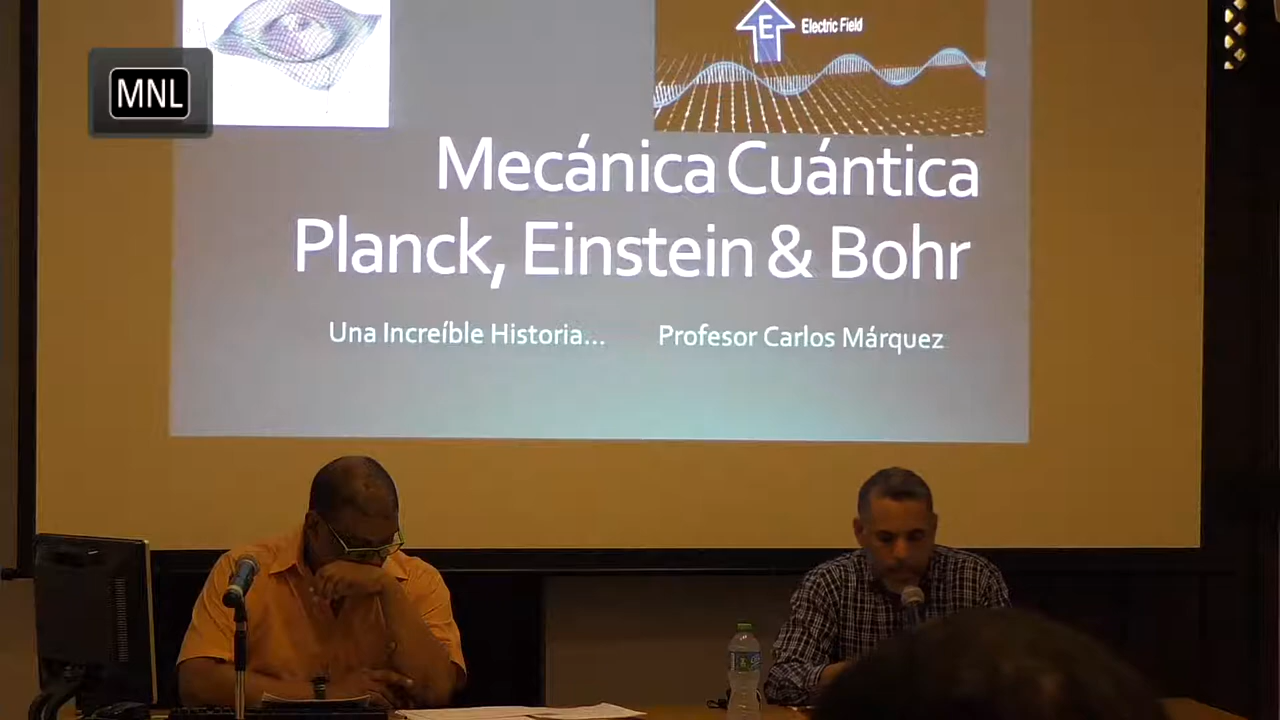 MNL
E Electric Field
Mecánica Cuántica
Planck, Einstein & Bohr
Una Increíble Historia... Profesor Carlos Márquez